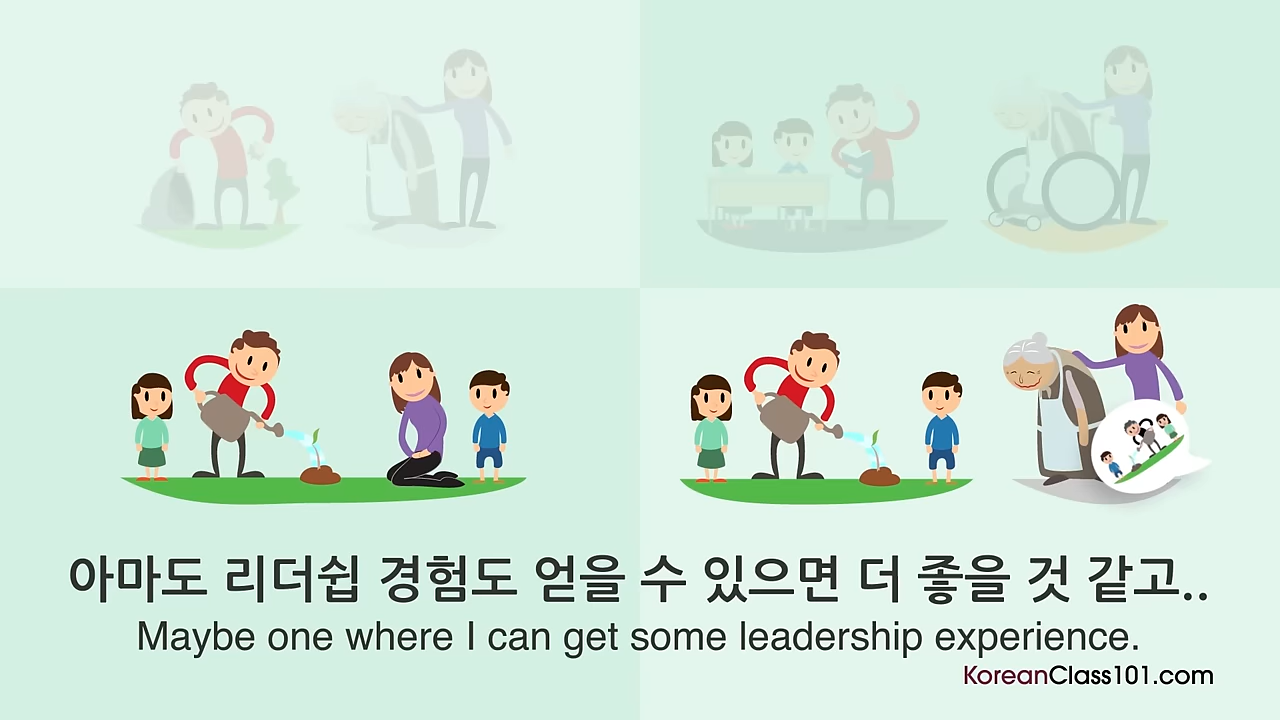 아마도 리더쉽 경험도 얻을 수 있으면 더 좋을 것 같고..
Maybe one where I can get some leadership experience.
KoreanClass101.com